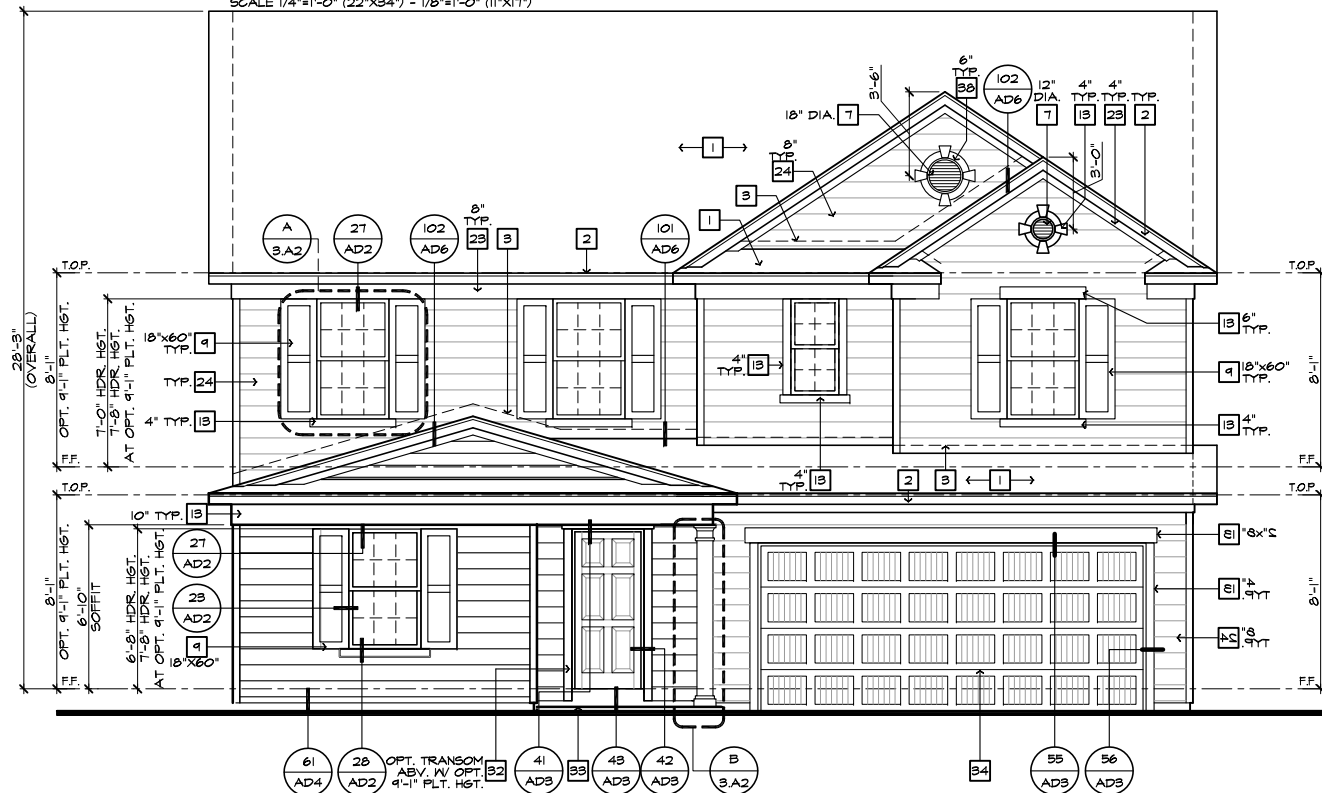 SCALE 1/4"=1'-0" (22"X34") - 1/8"=1'-0" (11"X17")
6"
TYP.
38
102
AD6
12"
DIA.
7
4"
TYP.
13
4"
TYP.
23
TYP.
2
3'-6"
18" DIA. 7
3'-0"
1
8"
TYP.
24
3
1
A
3.A2
27
AD2
102
AD6
8"
TYP.
23
3
2
101
AD6
T.O.P.
T.O.P.
28'-3"
(OVERALL)
8'-1"
OPT. 9'-1" PLT. HGT.
7'-0" HDR. HGT.
7'-8" HDR. HGT.
AT OPT. 9'-1" PLT. HGT.
18"x60"
TYP. 9
TYP. 24
4" TYP. 13
4"
TYP. 13
13 6"
TYP.
9 18"x60"
TYP.
13 4"
TYP.
8'-1"
F.F.
F.F.
4"
TYP. 13
2
3
1
T.O.P.
T.O.P.
10" TYP. 13
27
AD2
23
AD2
9
18"X60"
8'-1"
OPT. 9'-1" PLT. HGT.
6'-10"
SOFFIT
6'-8" HDR. HGT.
7'-8" HDR. HGT.
AT OPT. 9'-1" PLT. HGT.
13 5"x8"
13 4"
TYP.
24 8"
TYP.
8'-1"
F.F.
F.F.
61
AD4
28
AD2
OPT. TRANSOM
ABV. W/ OPT.
9'-1" PLT. HGT.
32
41
AD3
33
43
AD3
42
AD3
B
3.A2
34
55
AD3
56
AD3